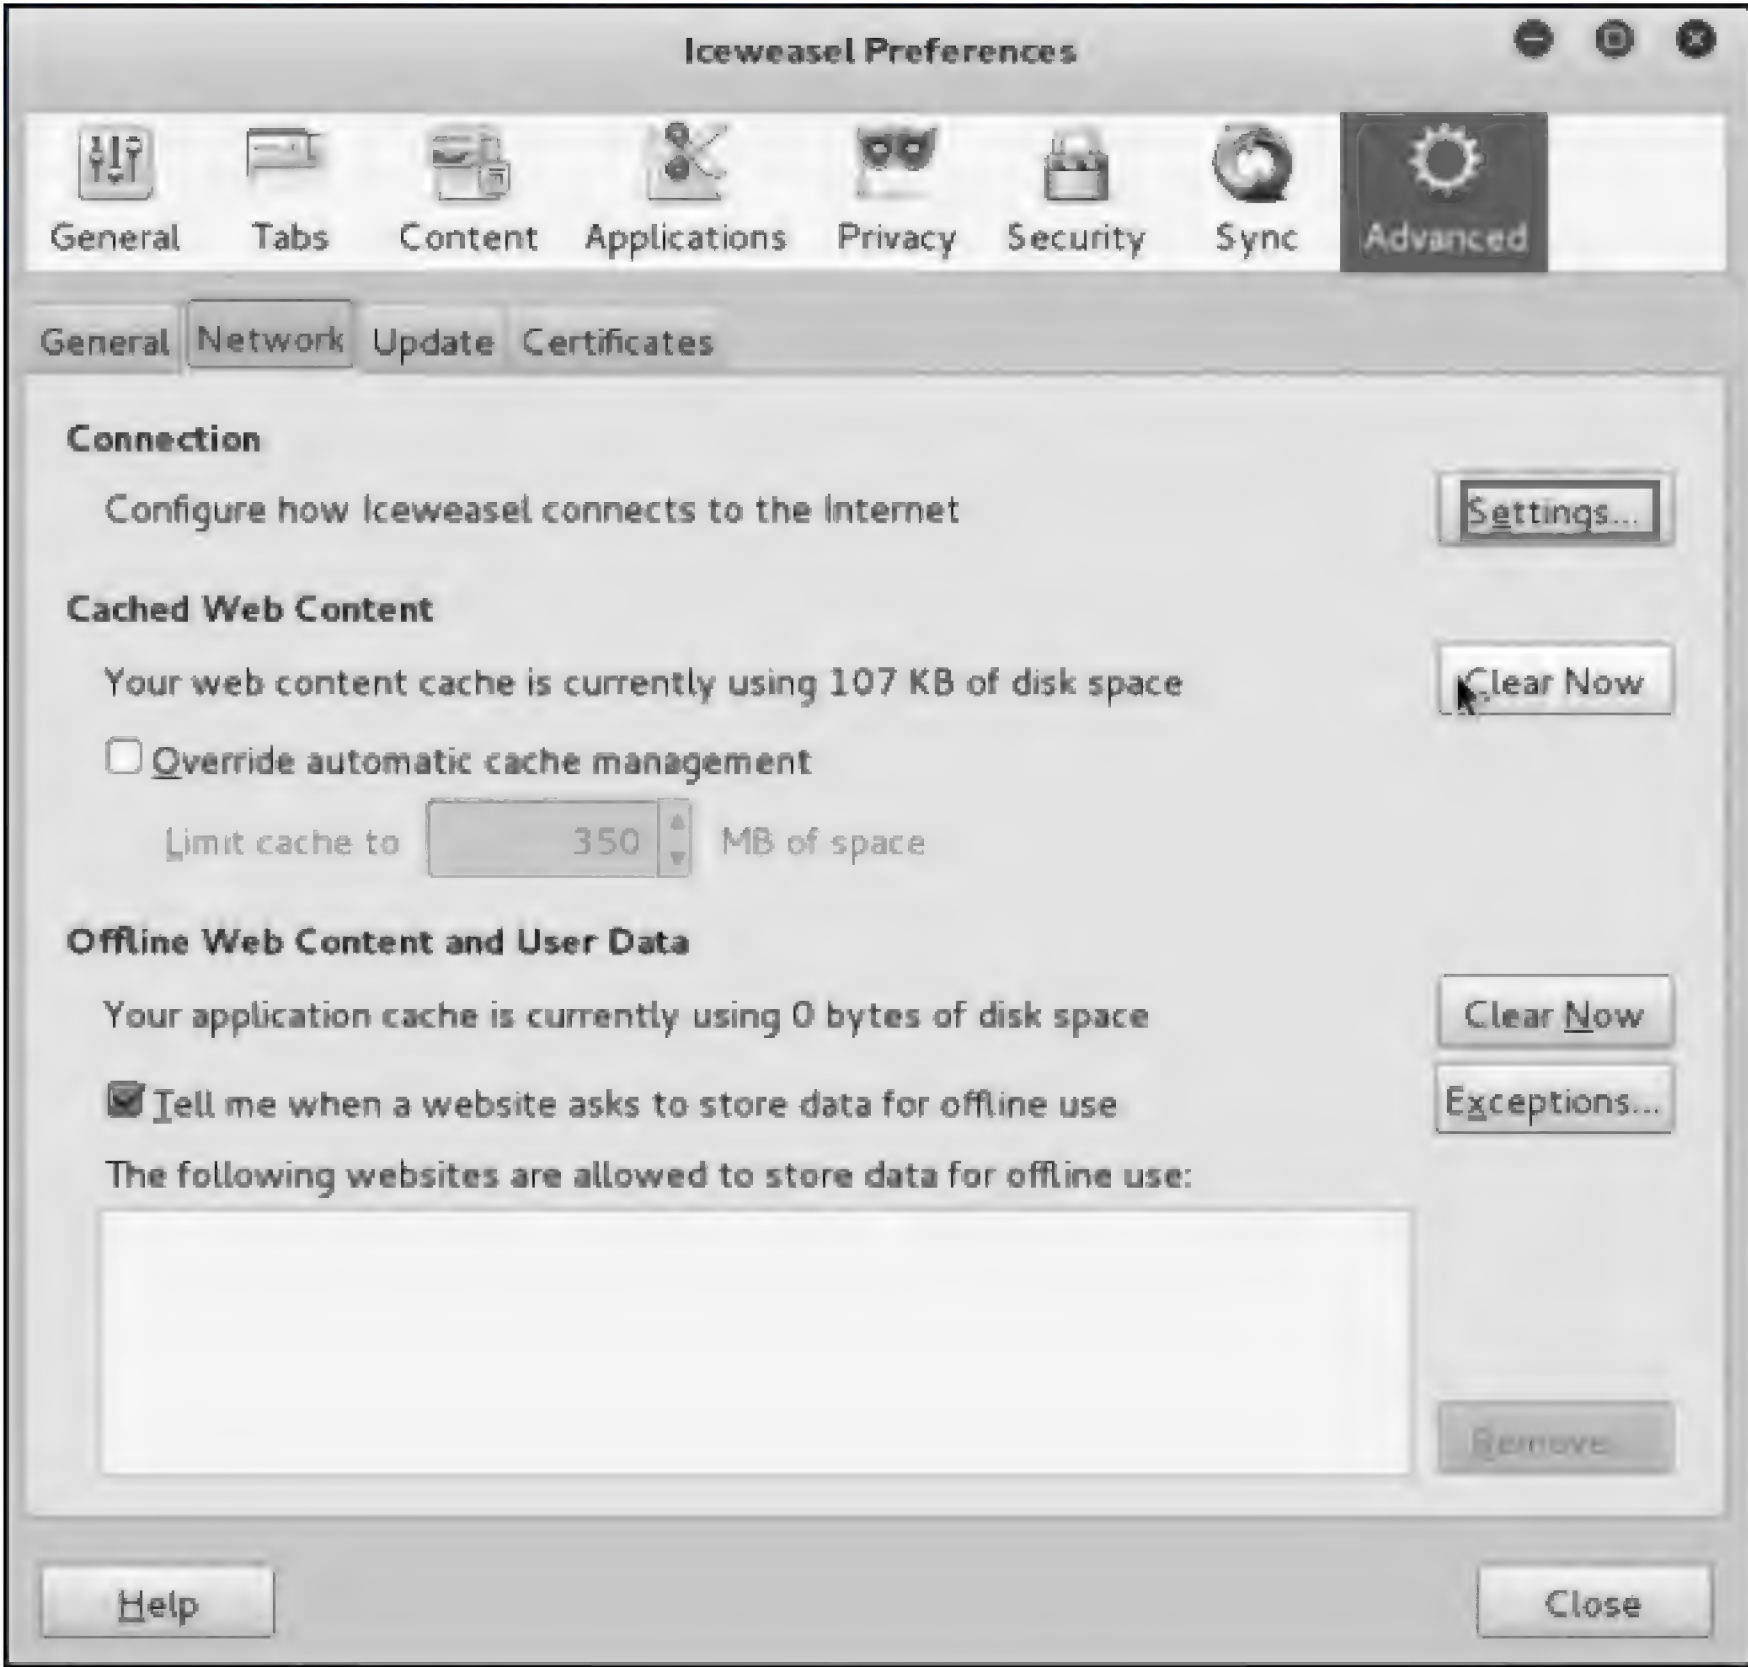 Iceweasel Preferences
General Tabs Content Applications Privacy Security Sync Advanced
General Network Update Certificates
Connection
Configure how Iceweasel connects to the Internet Settings...
Cached Web Content
Your web content cache is currently using 107 KB of disk space Clear Now
Override automatic cache management
Limit cache to 350 MB of space
Offline Web Content and User Data
Your application cache is currently using 0 bytes of disk space Clear Now
Tell me when a website asks to store data for offline use Exceptions...
The following websites are allowed to store data for offline use:
Remove...
Help Close